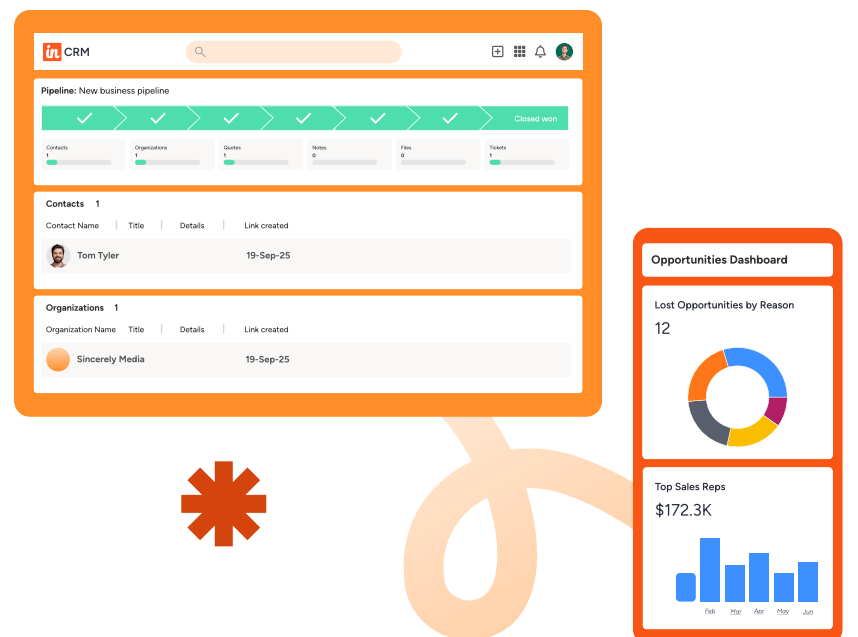 in CRM
Pipeline: New business pipeline
Closed won
Contacts Organizations Quotes Notes Files Tickets
1 1 1 0 0 1
Contacts 1
Contact Name Title Details Link created
Tom Tyler 19-Sep-25
Organizations 1
Organization Name Title Details Link created
Sincerely Media 19-Sep-25
Opportunities Dashboard
Lost Opportunities by Reason
12
Top Sales Reps
$172.3K
Feb Mar Apr May Jun